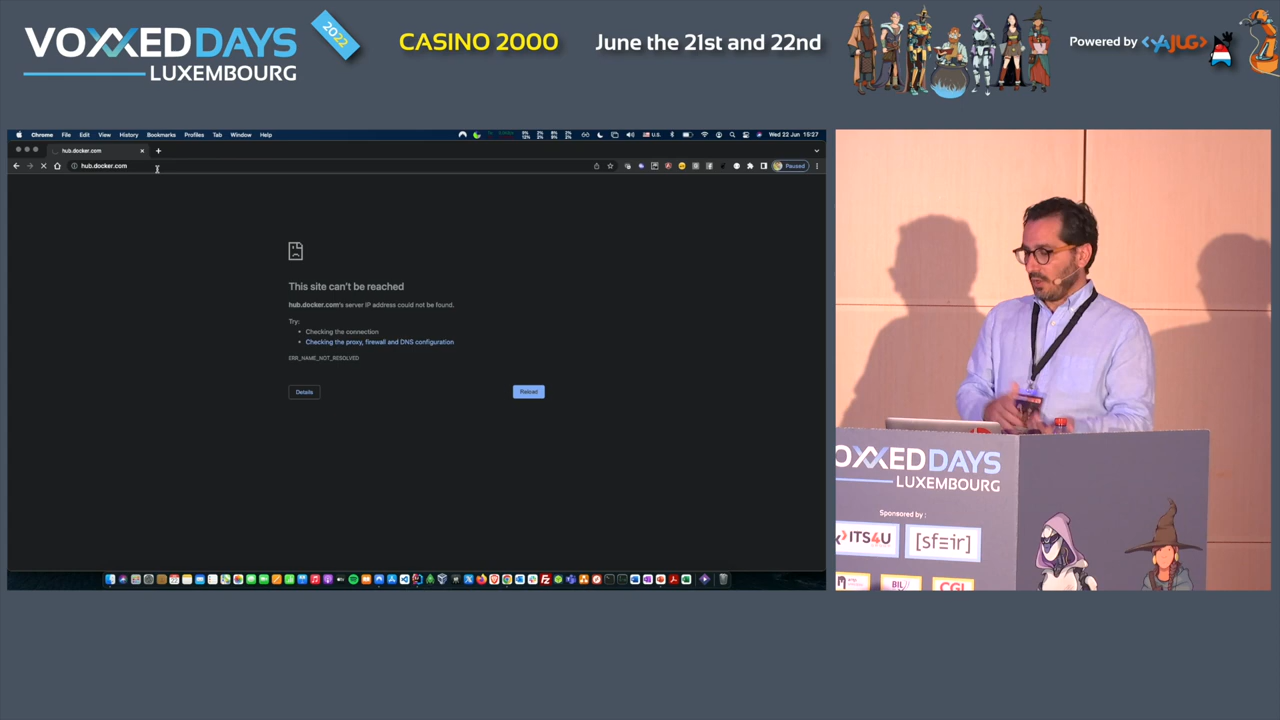 VOXXED DAYS
LUXEMBOURG
2022
CASINO 2000
June the 21st and 22nd
Powered by <YAJUG>
Chrome File Edit View History Bookmarks Profiles Tab Window Help
U.S.
Wed 22 Jun 15:27
hub.docker.com
hub.docker.com
Paused
This site can't be reached
hub.docker.com's server IP address could not be found.
Try:
• Checking the connection
• Checking the proxy, firewall and DNS configuration
ERR_NAME_NOT_RESOLVED
Details
Reload
VOXXED DAYS
LUXEMBOURG
Sponsored by :
ITS4U
[sfeir]
BIL
CGI